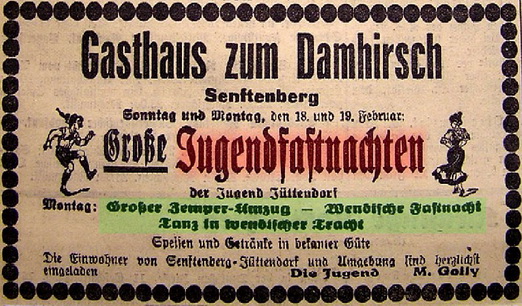 Gasthaus zum Damhirsch
Senftenberg
Sonntag und Montag, den 18. und 19. Februar:
Große Jugendfastnachten
der Jugend Jüttendorf
Montag: Großer Zemper-Umzug – Wendische Fastnacht
Tanz in wendischer Tracht
Speisen und Getränke in bekanter Güte
Die Einwohner von Senftenberg-Jüttendorf und Umgebung sind herzlichst
eingeladen Die Jugend M. Golly